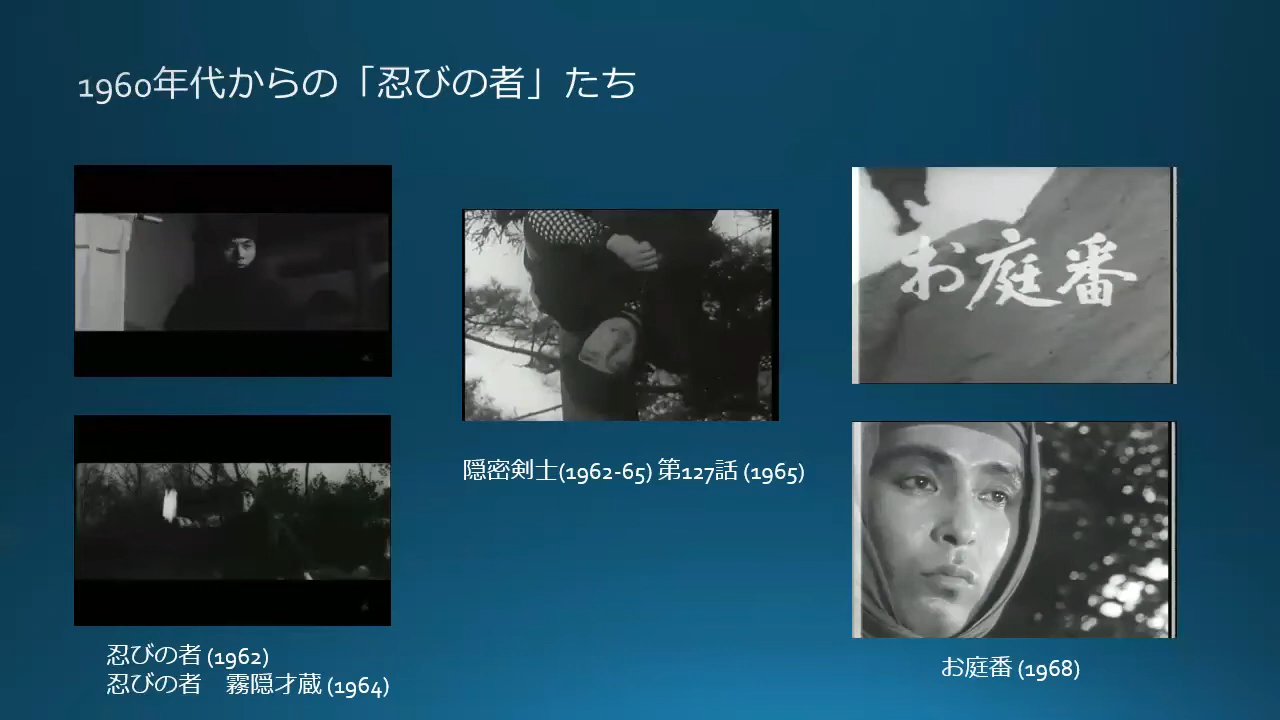 1960年代からの「忍びの者」たち
お庭番
隠密剣士(1962-65) 第127話 (1965)
忍びの者 (1962)
忍びの者　霧隠才蔵 (1964)
お庭番 (1968)